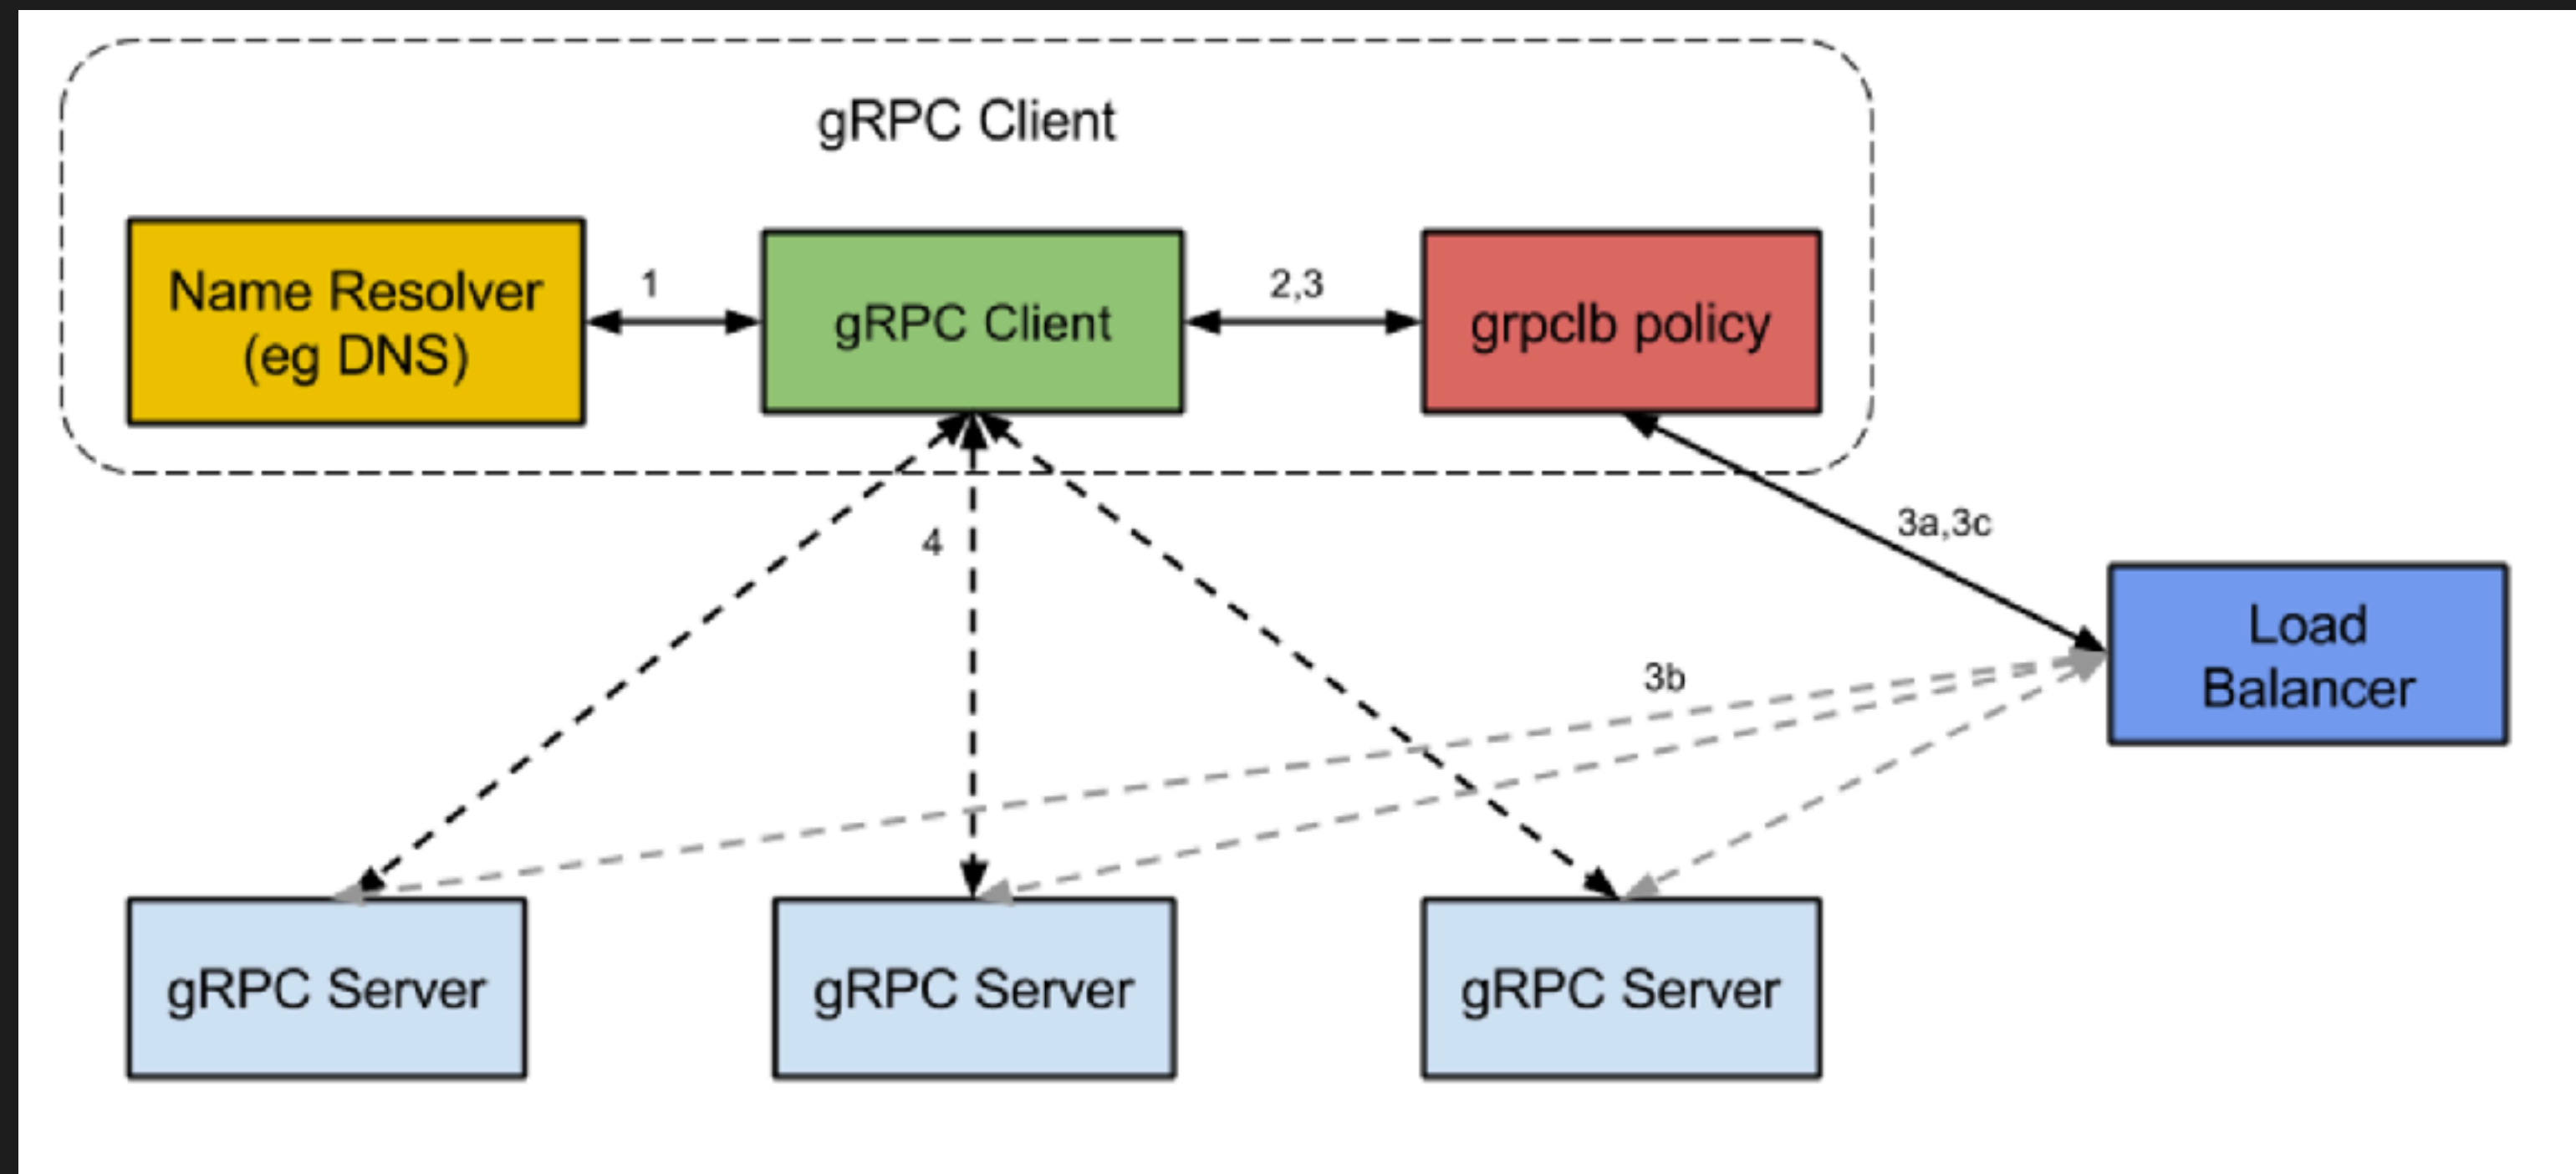 gRPC Client
Name Resolver
(eg DNS)
1
gRPC Client
2,3
grpclb policy
4
3a,3c
3b
Load
Balancer
gRPC Server
gRPC Server
gRPC Server